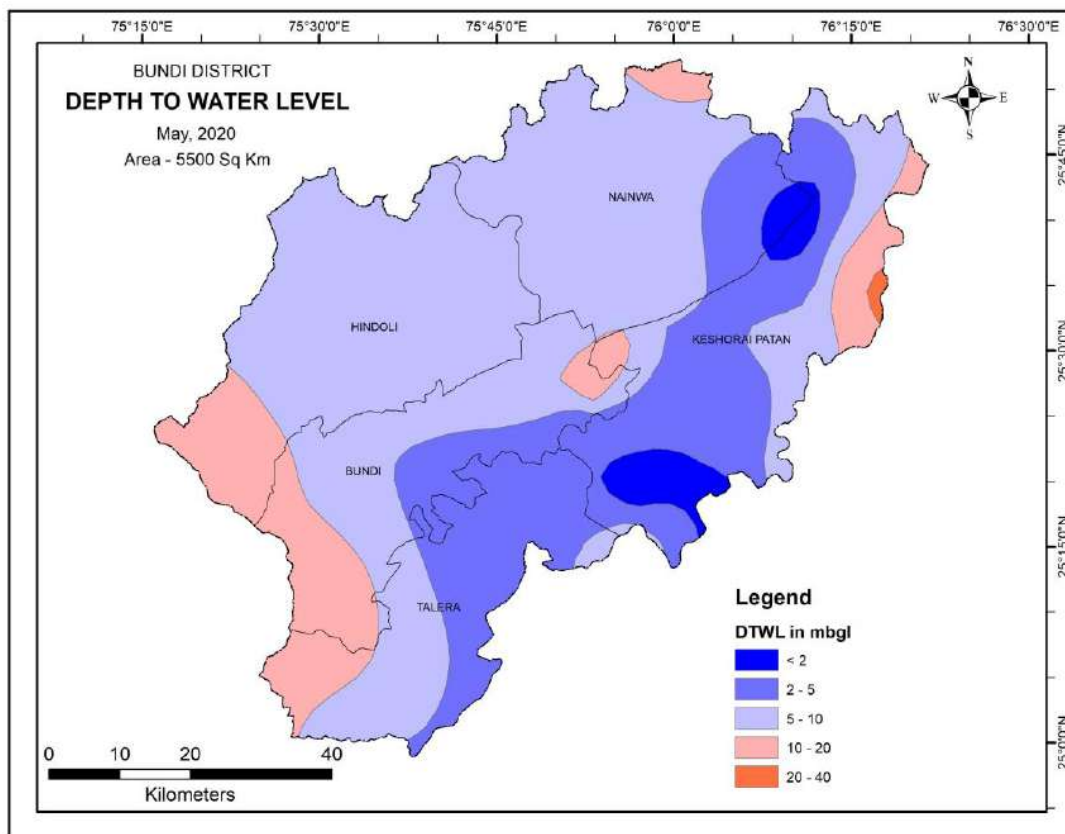 75°15'0"E
75°30'0"E
75°45'0"E
76°0'0"E
76°15'0"E
76°30'0"E
BUNDI DISTRICT
DEPTH TO WATER LEVEL
May, 2020
Area - 5500 Sq Km
N
W
E
S
25°45'0"N
NAINWA
HINDOLI
KESHORAI PATAN
25°30'0"N
BUNDI
25°15'0"N
TALERA
Legend
DTWL in mbgl
< 2
2 - 5
5 - 10
10 - 20
20 - 40
25°0'0"N
0 10 20 40
Kilometers